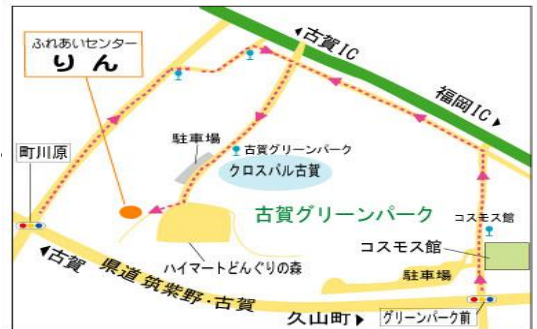 ふれあいセンター
りん
古賀IC
福岡IC
駐車場
古賀グリーンパーク
クロスパル古賀
町川原
古賀グリーンパーク
コスモス館
コスモス館
駐車場
ハイマートどんぐりの森
古賀 県道 筑紫野・古賀
久山町
グリーンパーク前